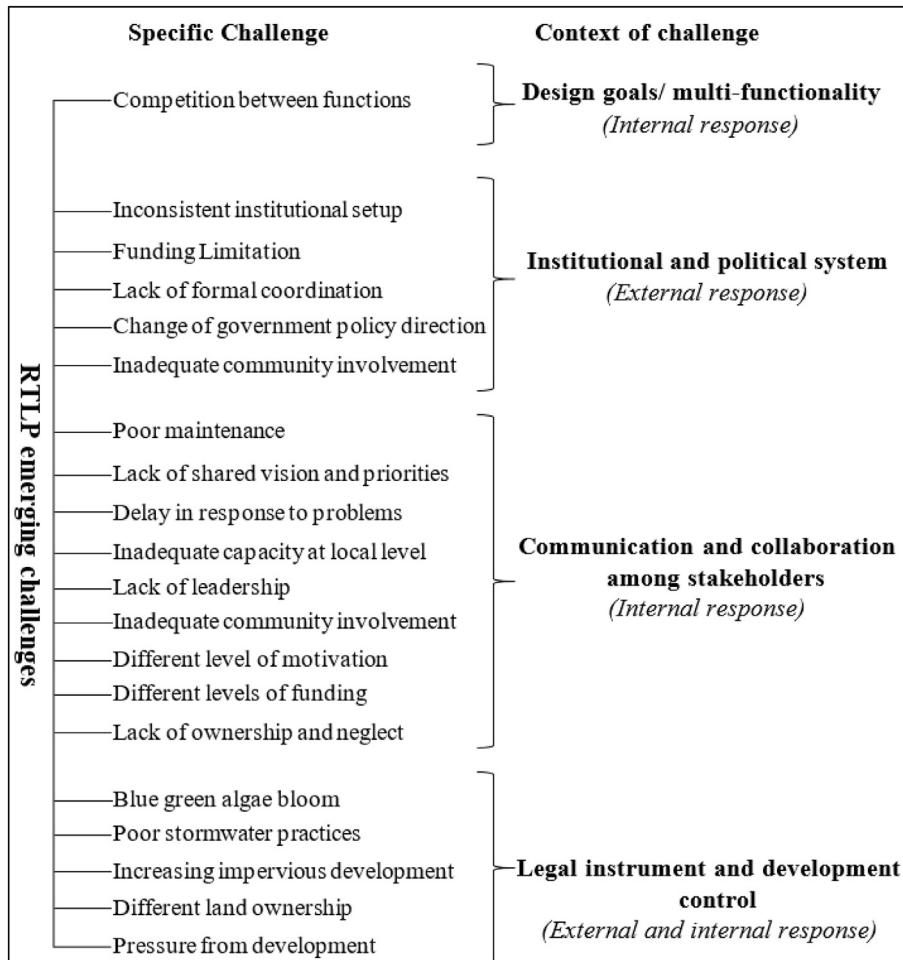 Specific Challenge
Context of challenge
RTLP emerging challenges
Competition between functions
Design goals/ multi-functionality
(Internal response)
Inconsistent institutional setup
Funding Limitation
Lack of formal coordination
Change of government policy direction
Inadequate community involvement
Institutional and political system
(External response)
Poor maintenance
Lack of shared vision and priorities
Delay in response to problems
Inadequate capacity at local level
Lack of leadership
Inadequate community involvement
Different level of motivation
Different levels of funding
Lack of ownership and neglect
Communication and collaboration
among stakeholders
(Internal response)
Blue green algae bloom
Poor stormwater practices
Increasing impervious development
Different land ownership
Pressure from development
Legal instrument and development
control
(External and internal response)